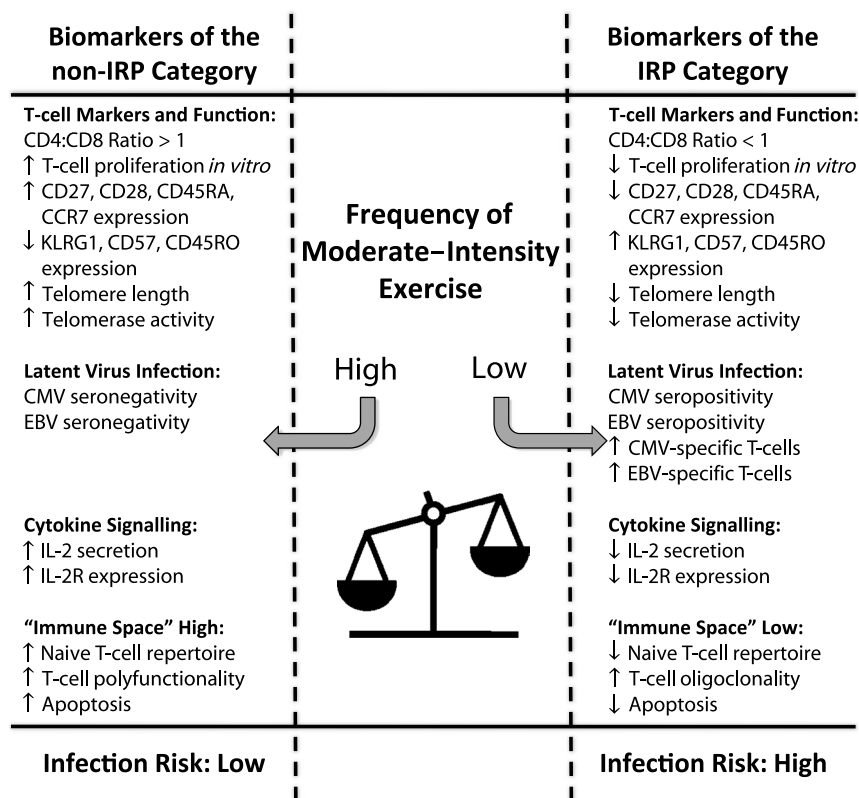 Biomarkers of the
non-IRP Category
T-cell Markers and Function:
CD4:CD8 Ratio > 1
↑ T-cell proliferation in vitro
↑ CD27, CD28, CD45RA,
CCR7 expression
↓ KLRG1, CD57, CD45RO
expression
↑ Telomere length
↑ Telomerase activity
Latent Virus Infection:
CMV seronegativity
EBV seronegativity
Cytokine Signalling:
↑ IL-2 secretion
↑ IL-2R expression
“Immune Space” High:
↑ Naive T-cell repertoire
↑ T-cell polyfunctionality
↑ Apoptosis
Infection Risk: Low
Frequency of
Moderate–Intensity
Exercise
High Low
Biomarkers of the
IRP Category
T-cell Markers and Function:
CD4:CD8 Ratio < 1
↓ T-cell proliferation in vitro
↓ CD27, CD28, CD45RA,
CCR7 expression
↑ KLRG1, CD57, CD45RO
expression
↓ Telomere length
↓ Telomerase activity
Latent Virus Infection:
CMV seropositivity
EBV seropositivity
↑ CMV-specific T-cells
↑ EBV-specific T-cells
Cytokine Signalling:
↓ IL-2 secretion
↓ IL-2R expression
“Immune Space” Low:
↓ Naive T-cell repertoire
↑ T-cell oligoclonality
↓ Apoptosis
Infection Risk: High